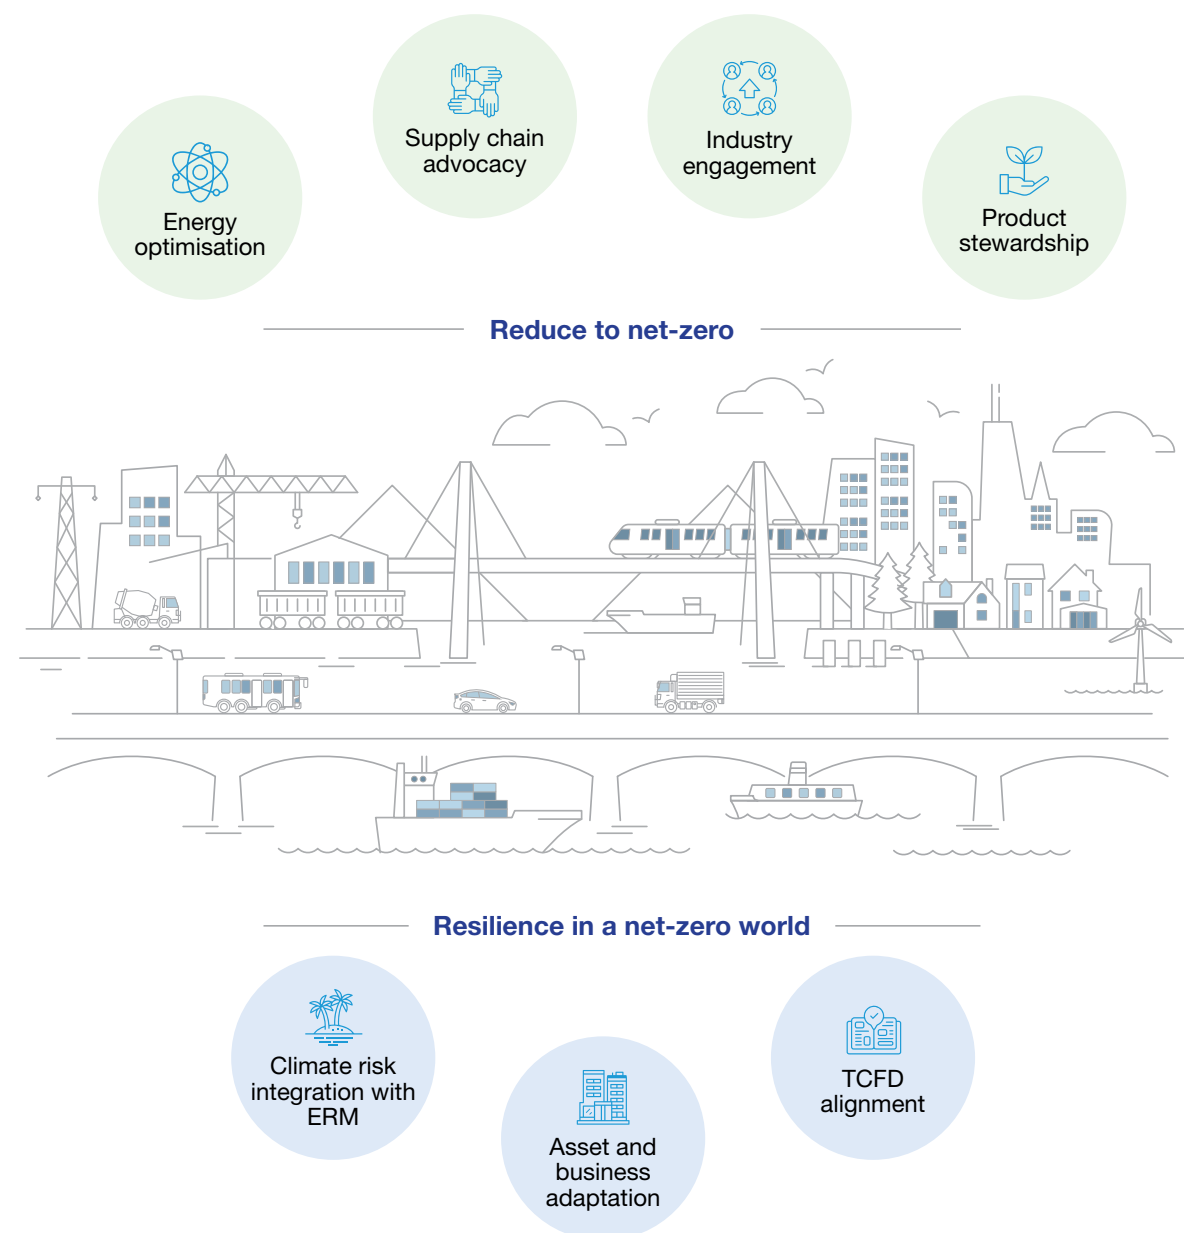 Supply chain
advocacy
Industry
engagement
Energy
optimisation
Product
stewardship
Reduce to net-zero
Resilience in a net-zero world
Climate risk
integration with
ERM
TCFD
alignment
Asset and
business
adaptation